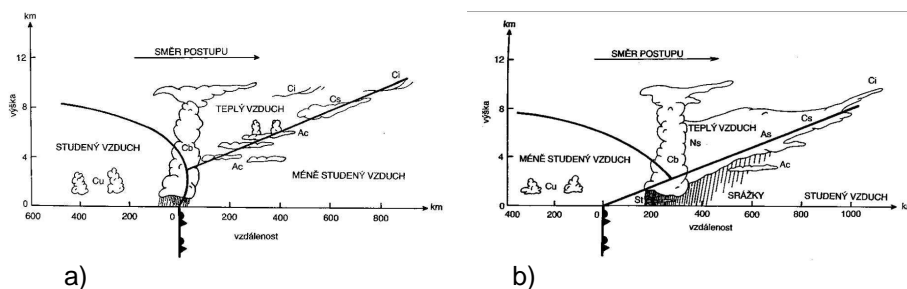 km
SMĚR POSTUPU
12
8
4
0
výška
Ci
Cs
TEPLÝ VZDUCH
Ac
Cb
Ac
STUDENÝ VZDUCH
MÉNĚ STUDENÝ VZDUCH
Cu
600 400 200 0 200 400 600 800 km
vzdálenost
a)
km
SMĚR POSTUPU
12
8
4
0
výška
Ci
Cs
TEPLÝ VZDUCH As
Ns
Cb
Ac
MÉNĚ STUDENÝ VZDUCH
Cu
St
SRÁŽKY STUDENÝ VZDUCH
400 200 0 200 400 600 800 1000 k
vzdálenost
b)